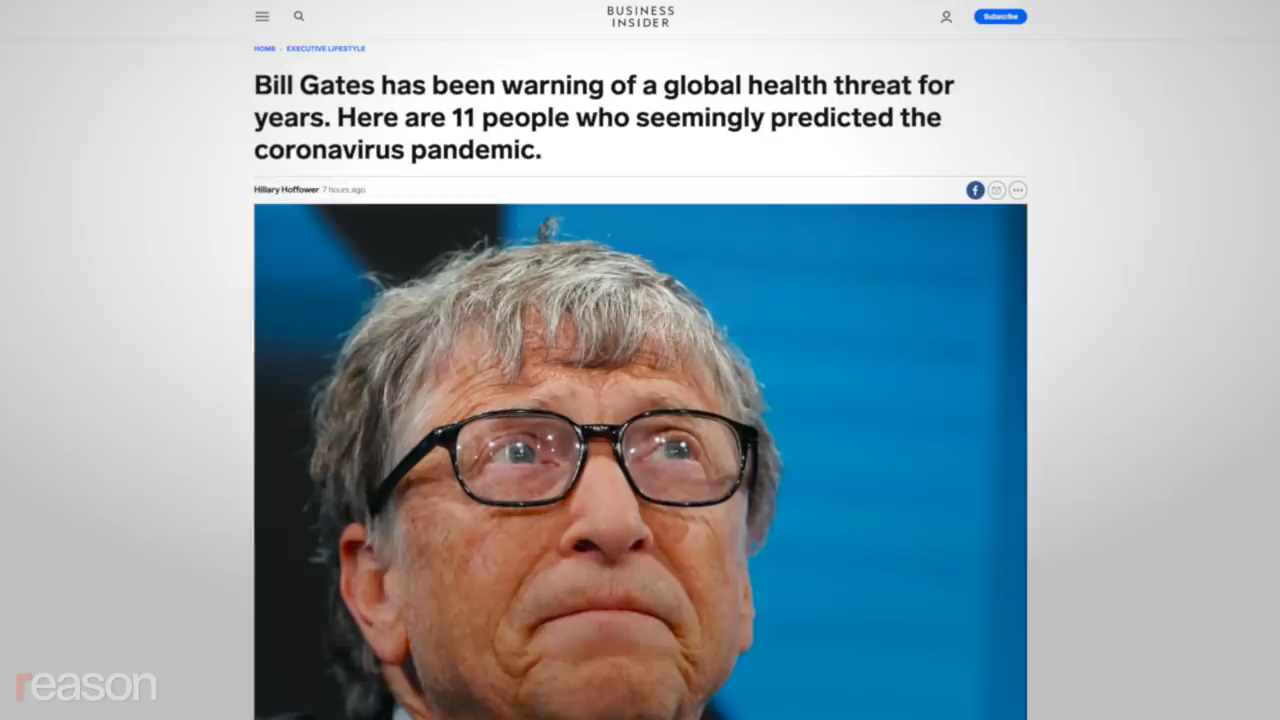 BUSINESS
INSIDER
Subscribe
HOME › EXECUTIVE LIFESTYLE
Bill Gates has been warning of a global health threat for
years. Here are 11 people who seemingly predicted the
coronavirus pandemic.
Hillary Hoffower 7 hours ago
reason